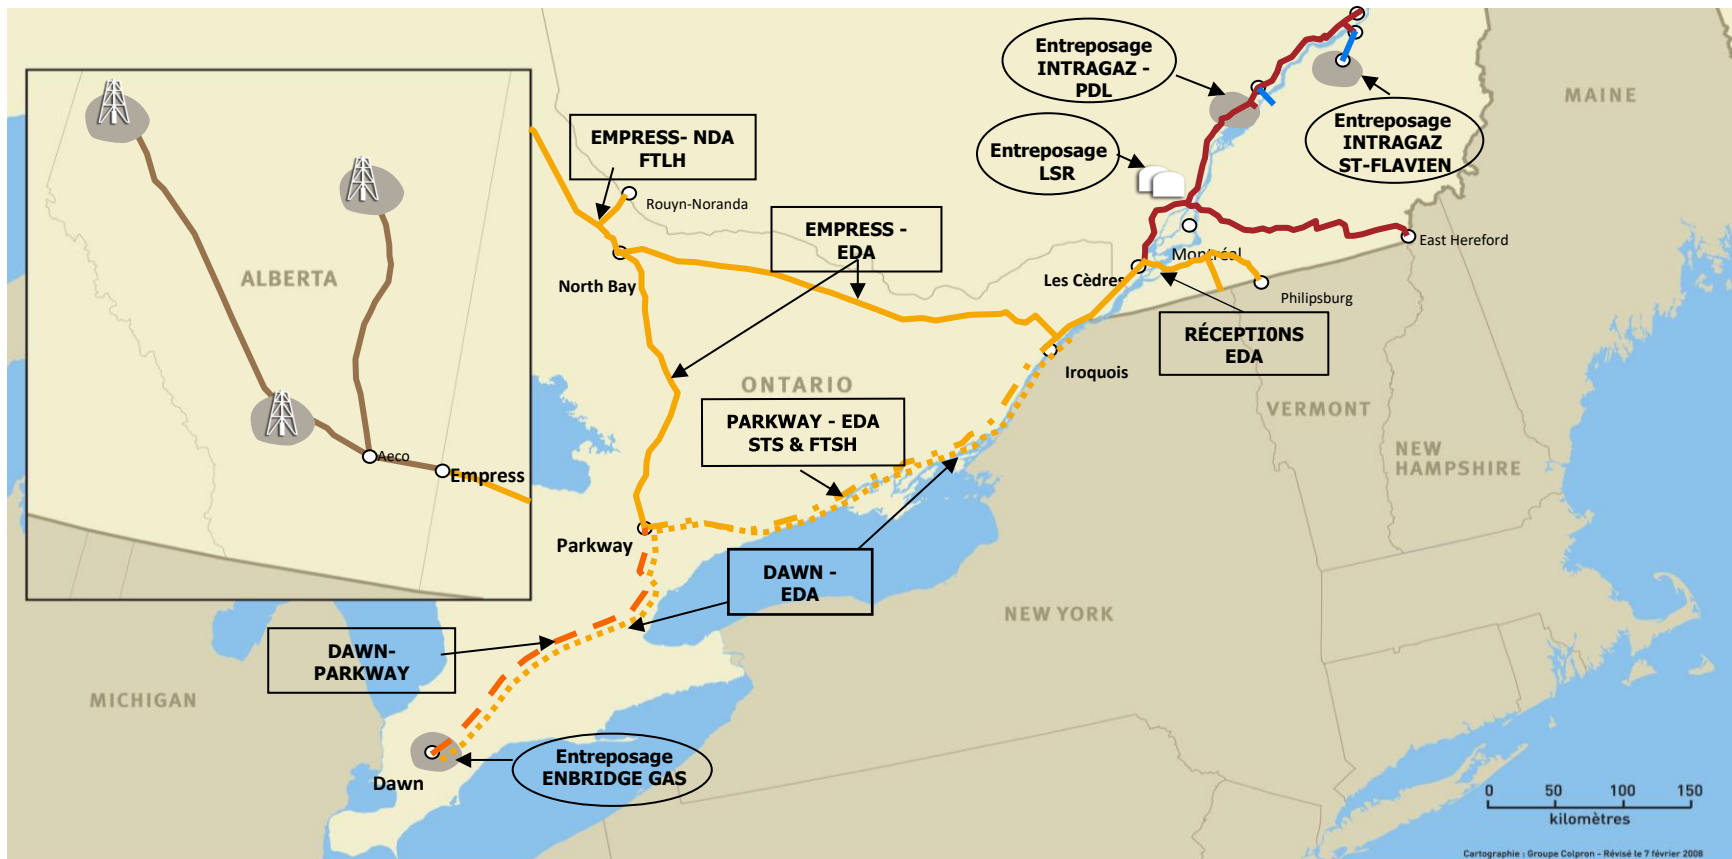 Entreposage
INTRAGAZ -
PDL
MAINE
EMPRESS- NDA
FTLH
Entreposage
INTRAGAZ
ST-FLAVIEN
Entreposage
LSR
Rouyn-Noranda
EMPRESS -
EDA
East Hereford
Montréal
ALBERTA
North Bay
Les Cèdres
Philipsburg
RÉCEPTI0NS
EDA
Iroquois
ONTARIO
VERMONT
PARKWAY - EDA
STS & FTSH
NEW
HAMPSHIRE
Aeco
Empress
Parkway
DAWN -
EDA
NEW YORK
DAWN-
PARKWAY
MICHIGAN
Entreposage
ENBRIDGE GAS
Dawn
0 50 100 150
kilomètres
Cartographie : Groupe Colpron - Révisé le 7 février 2008